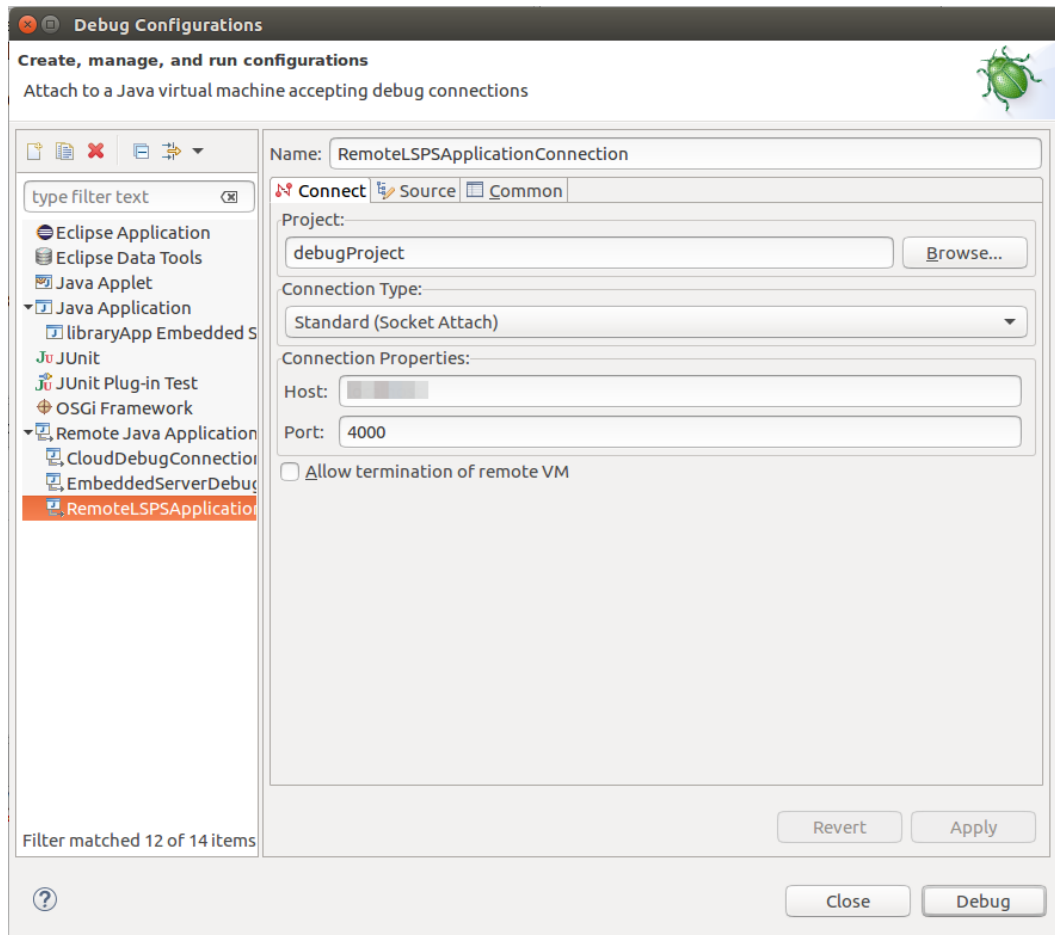 Debug Configurations
Create, manage, and run configurations
Attach to a Java virtual machine accepting debug connections
type filter text
Eclipse Application
Eclipse Data Tools
Java Applet
Java Application
libraryApp Embedded S
JUnit
JUnit Plug-in Test
OSGi Framework
Remote Java Application
CloudDebugConnection
EmbeddedServerDebug
RemoteLSPSApplication
Filter matched 12 of 14 items
Name: RemoteLSPSApplicationConnection
Connect Source Common
Project:
debugProject Browse...
Connection Type:
Standard (Socket Attach)
Connection Properties:
Host:
Port: 4000
Allow termination of remote VM
Revert Apply
Close Debug